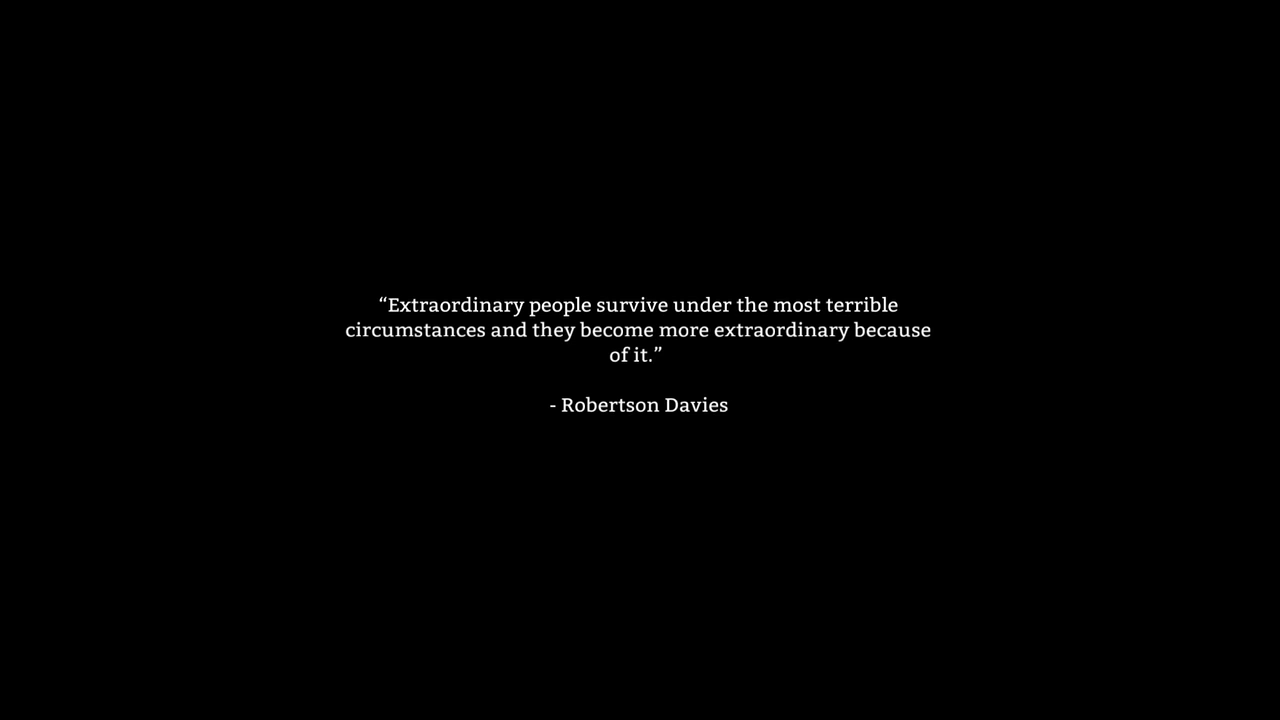 “Extraordinary people survive under the most terrible
circumstances and they become more extraordinary because
of it.”
- Robertson Davies